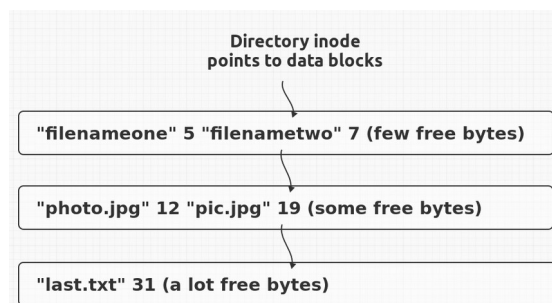 Directory inode
points to data blocks
"filenameone" 5 "filenametwo" 7 (few free bytes)
"photo.jpg" 12 "pic.jpg" 19 (some free bytes)
"last.txt" 31 (a lot free bytes)